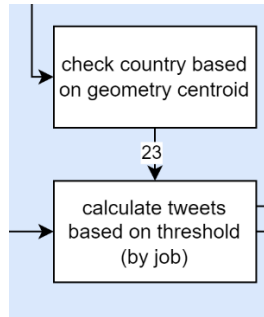 check country based
on geometry centroid
23
calculate tweets
based on threshold
(by job)